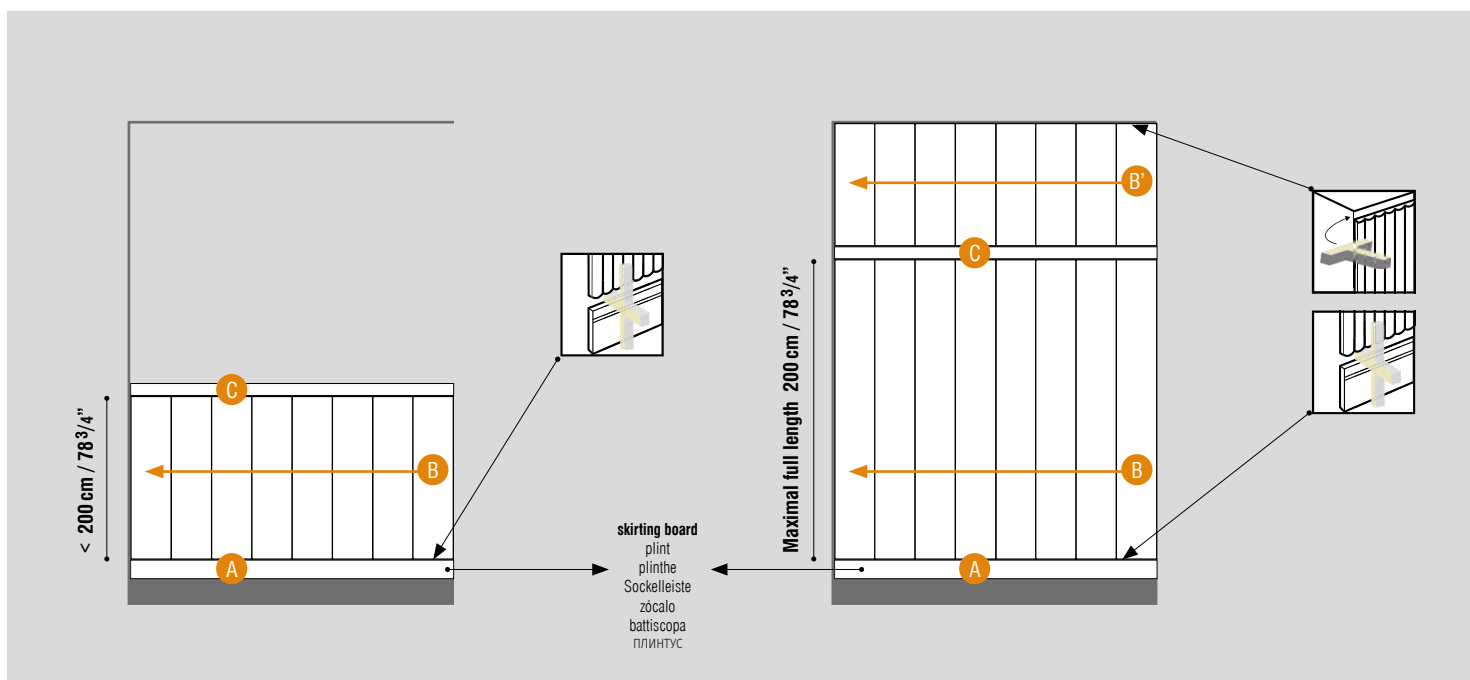 C
< 200 cm / 78 3/4”
B
A
skirting board
plint
plinthe
Sockelleiste
zócalo
battiscopa
ПЛИНТУС
B’
C
Maximal full length 200 cm / 78 3/4”
B
A